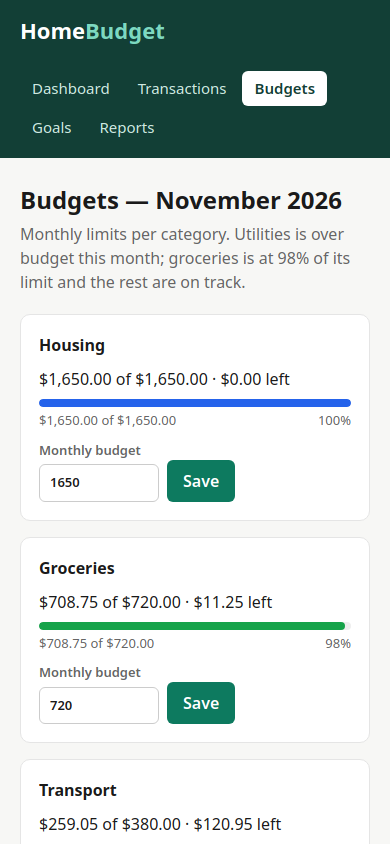 HomeBudget
Dashboard Transactions Budgets
Goals Reports
Budgets — November 2026
Monthly limits per category. Utilities is over
budget this month; groceries is at 98% of its
limit and the rest are on track.
Housing
$1,650.00 of $1,650.00 · $0.00 left
$1,650.00 of $1,650.00 100%
Monthly budget
1650 Save
Groceries
$708.75 of $720.00 · $11.25 left
$708.75 of $720.00 98%
Monthly budget
720 Save
Transport
$259.05 of $380.00 · $120.95 left